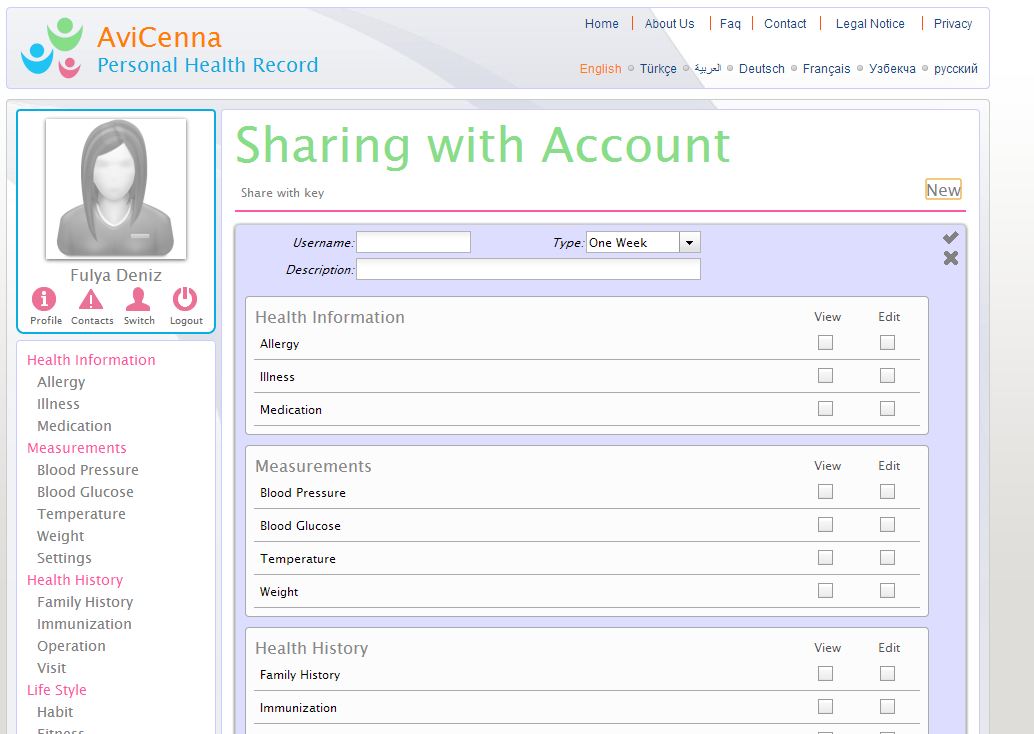 AviCenna
Personal Health Record
Home About Us Faq Contact Legal Notice Privacy
English Türkçe العربية Deutsch Français Ўзбекча русский
Fulya Deniz
Profile Contacts Switch Logout
Health Information
Allergy
Illness
Medication
Measurements
Blood Pressure
Blood Glucose
Temperature
Weight
Settings
Health History
Family History
Immunization
Operation
Visit
Life Style
Habit
Fitness
Sharing with Account
Share with key
New
Username: Type: One Week
Description:
Health Information View Edit
Allergy
Illness
Medication
Measurements View Edit
Blood Pressure
Blood Glucose
Temperature
Weight
Health History View Edit
Family History
Immunization